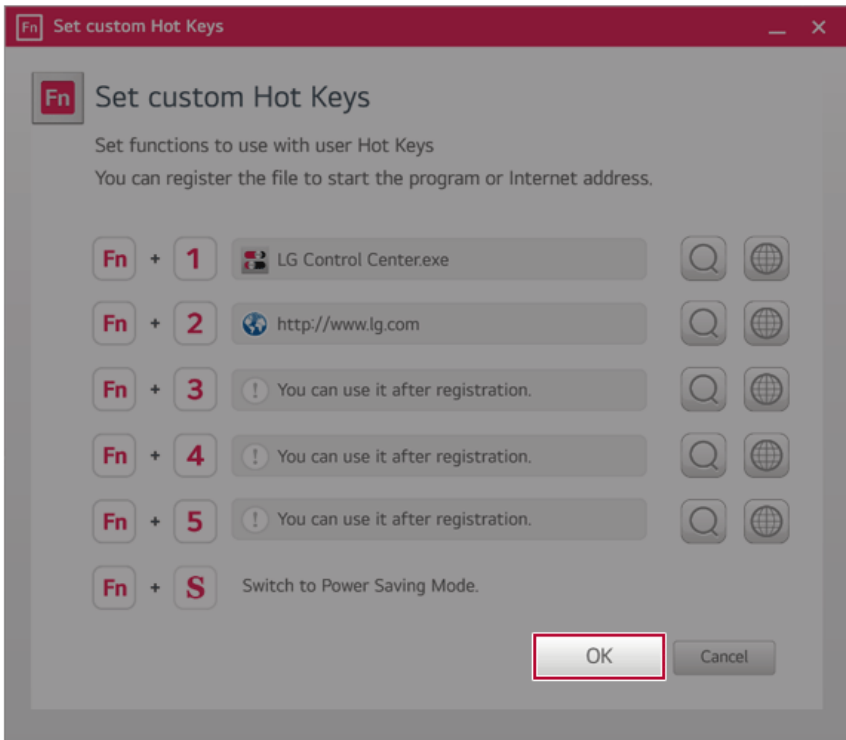 Fn Set custom Hot Keys
Fn Set custom Hot Keys
Set functions to use with user Hot Keys
You can register the file to start the program or Internet address.
Fn + 1 LG Control Center.exe
Fn + 2 http://www.lg.com
Fn + 3 ! You can use it after registration.
Fn + 4 ! You can use it after registration.
Fn + 5 ! You can use it after registration.
Fn + S Switch to Power Saving Mode.
OK Cancel